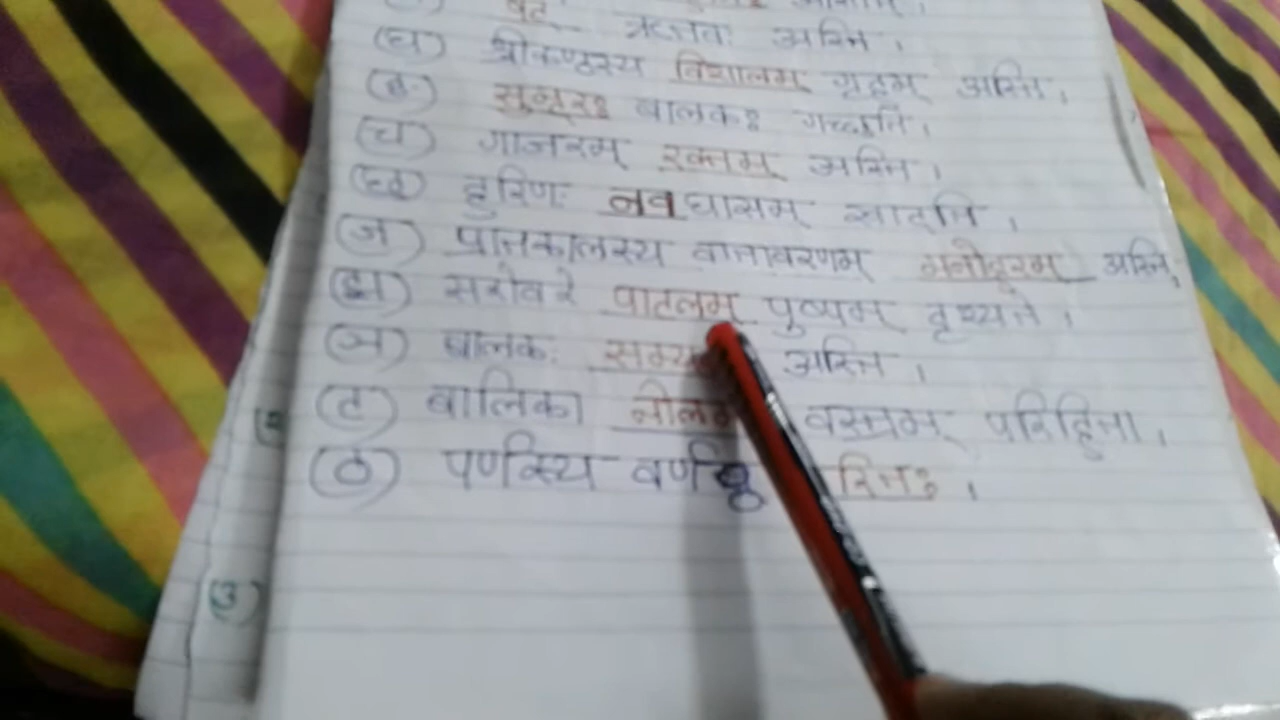 (घ) श्रीकण्ठस्य विशालम् गृहम् अस्ति ।
(ङ) सुन्दरः बालकः गच्छति ।
(च) गाजरम् रक्तम् अस्ति ।
(छ) हरिणः नवघासम् खादति ।
(ज) प्रातकालस्य वातावरणम् मनोहरम् अस्ति,
(झ) सरोवरे पाटलम् पुष्पम् दृश्यते ।
(ञ) बालकः अस्ति ।
(ट) बालिका वस्त्रम् परिहिता ।
(ठ) पर्णस्य